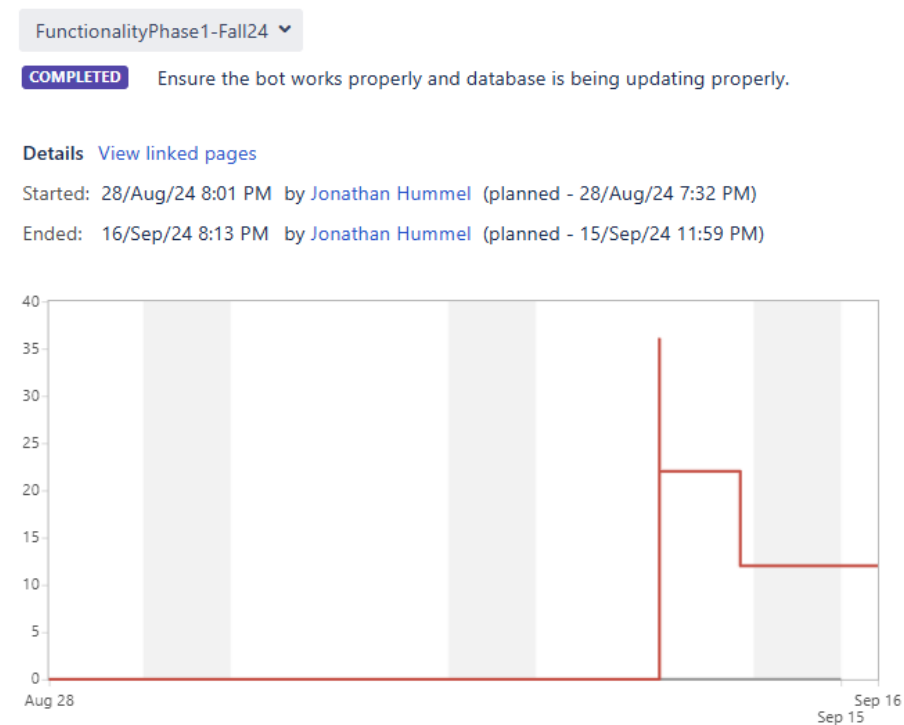 FunctionalityPhase1-Fall24
COMPLETED Ensure the bot works properly and database is being updating properly.
Details View linked pages
Started: 28/Aug/24 8:01 PM by Jonathan Hummel (planned - 28/Aug/24 7:32 PM)
Ended: 16/Sep/24 8:13 PM by Jonathan Hummel (planned - 15/Sep/24 11:59 PM)
40
35
30
25
20
15
10
5
0
Aug 28 Sep 16
Sep 15